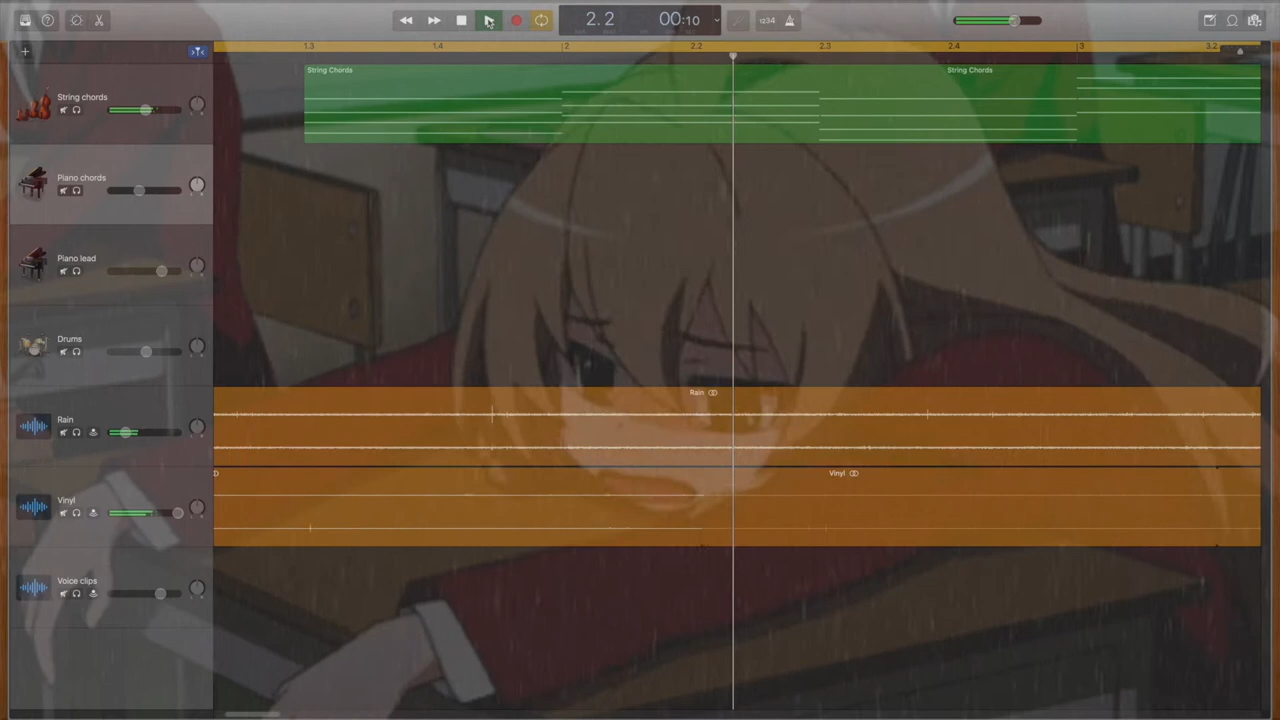 2. 2
00:10
1234
1.3
1.4
2
2.2
2.3
2.4
3
3.2
String chords
String Chords
String Chords
Piano chords
Piano lead
Drums
Rain
Rain
Vinyl
Vinyl
Voice clips